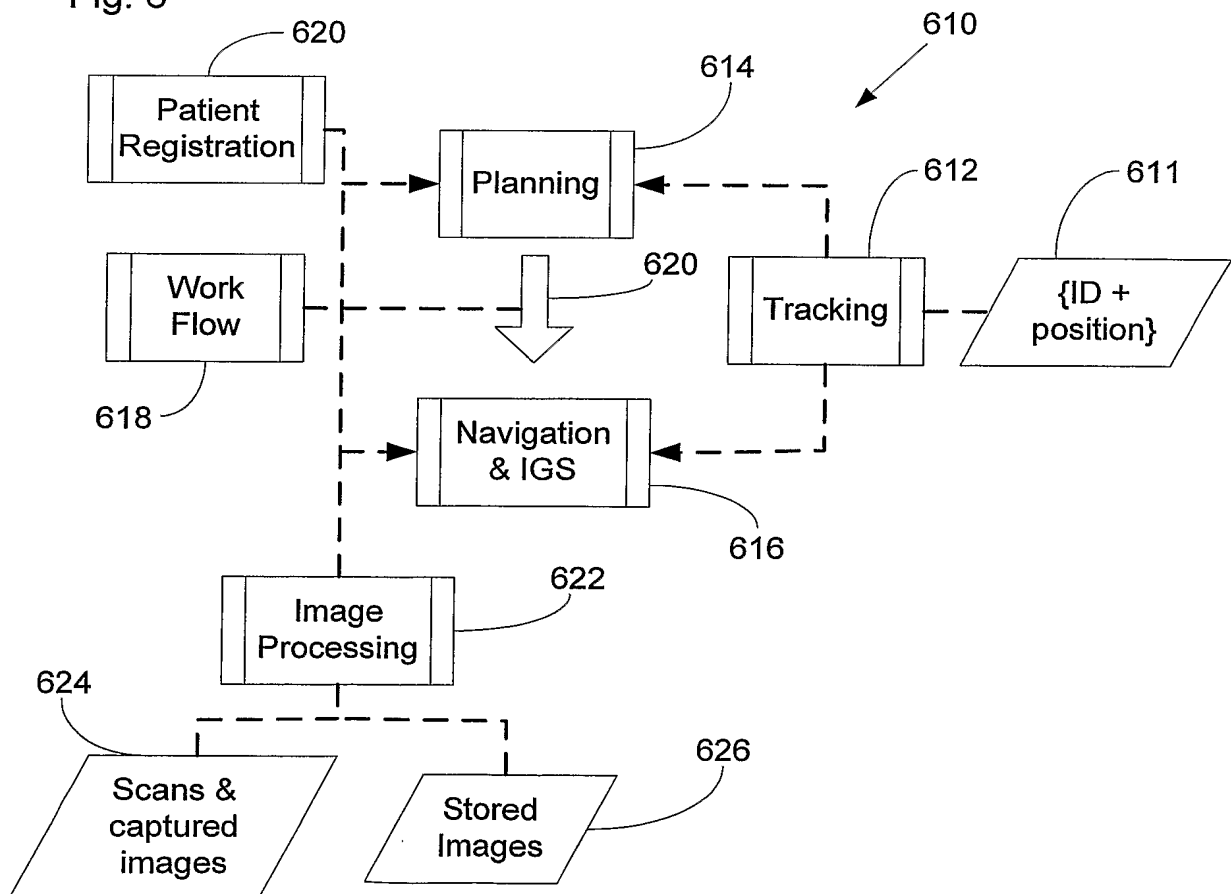 620
610
614
Patient
Registration
Planning
612
611
Work
Flow
620
Tracking
{ID +
position}
618
Navigation
& IGS
616
622
Image
Processing
624
626
Scans &
captured
images
Stored
Images